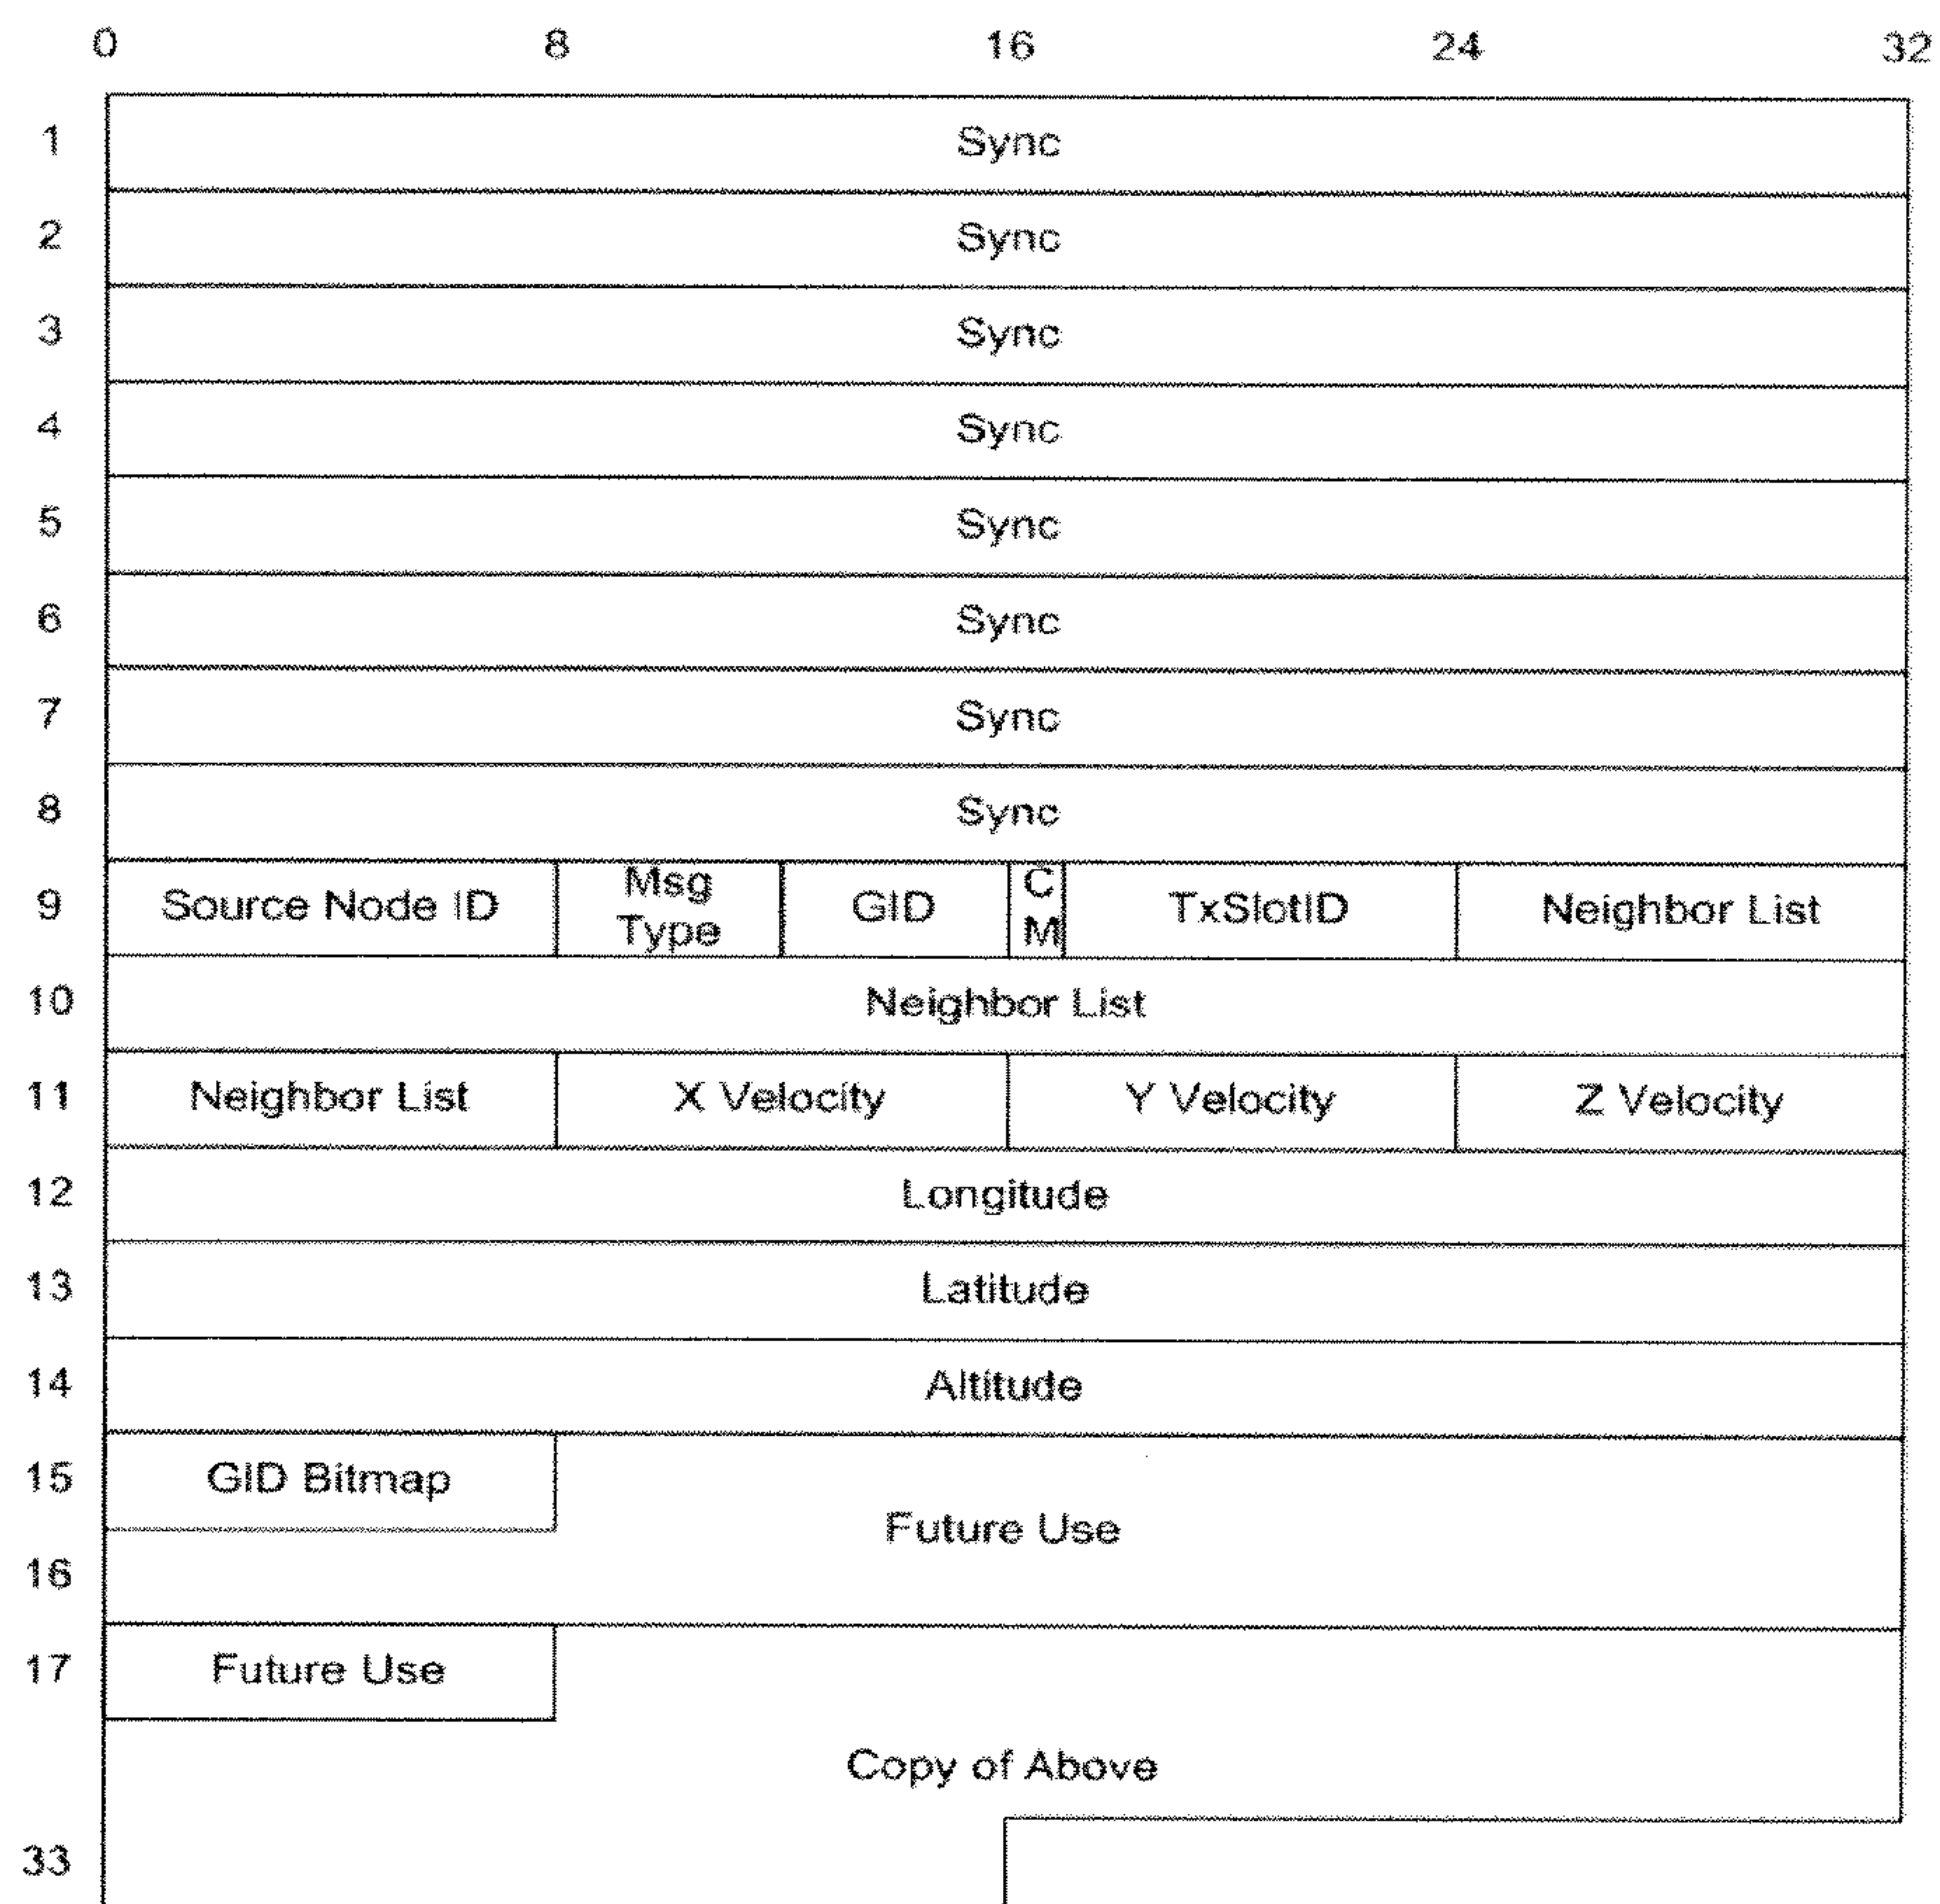 0 8 16 24 32
1 Sync
2 Sync
3 Sync
4 Sync
5 Sync
6 Sync
7 Sync
8 Sync
9 Source Node ID Msg Type GID C M TxSlotID Neighbor List
10 Neighbor List
11 Neighbor List X Velocity Y Velocity Z Velocity
12 Longitude
13 Latitude
14 Altitude
15 GID Bitmap
Future Use
16
17 Future Use
Copy of Above
33